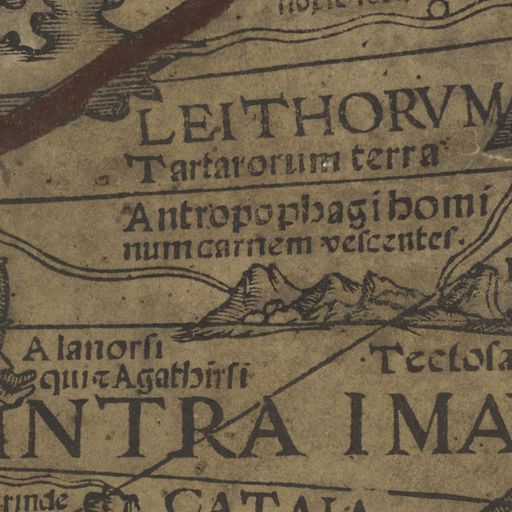 LEITHORVM
Tartarorum terra
Antropophagi homi
num carnem vescentes.
Alanorsi
qui & Agathirsi
Tectosa
INTRA IMA
CATAIA